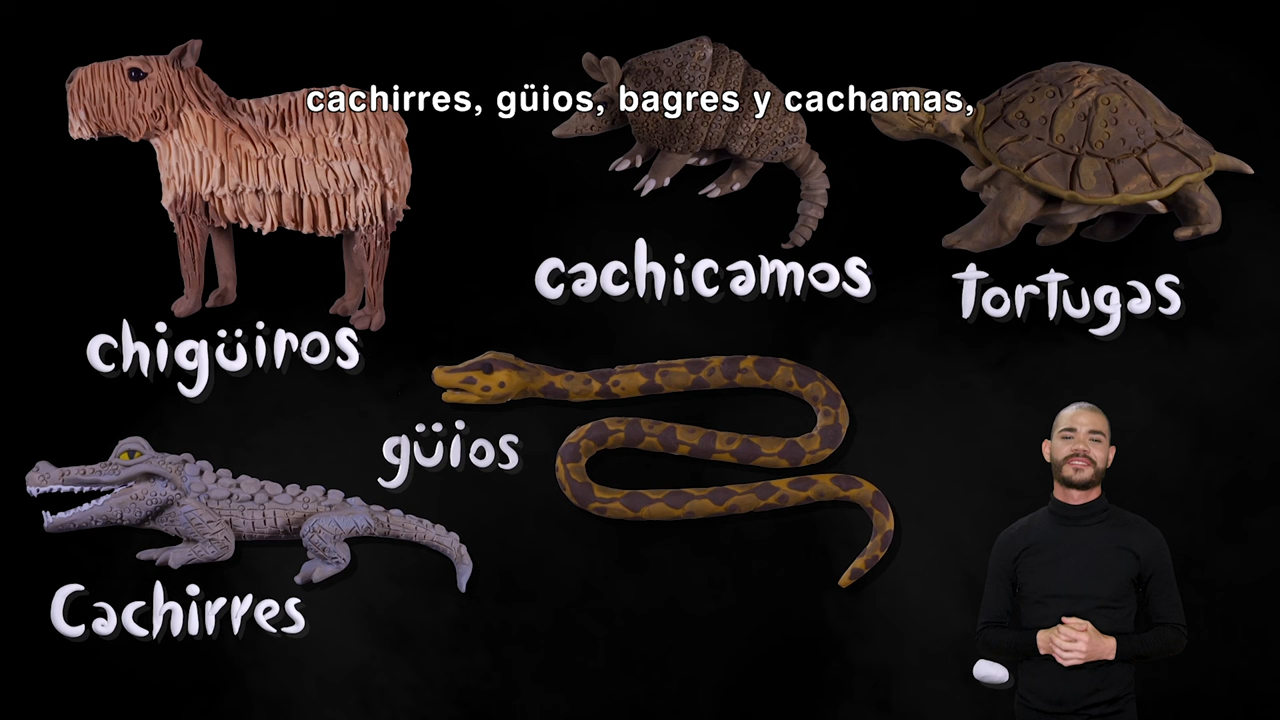 cachirres, güios, bagres y cachamas,
cachicamos
tortugas
chigüiros
güios
Cachirres